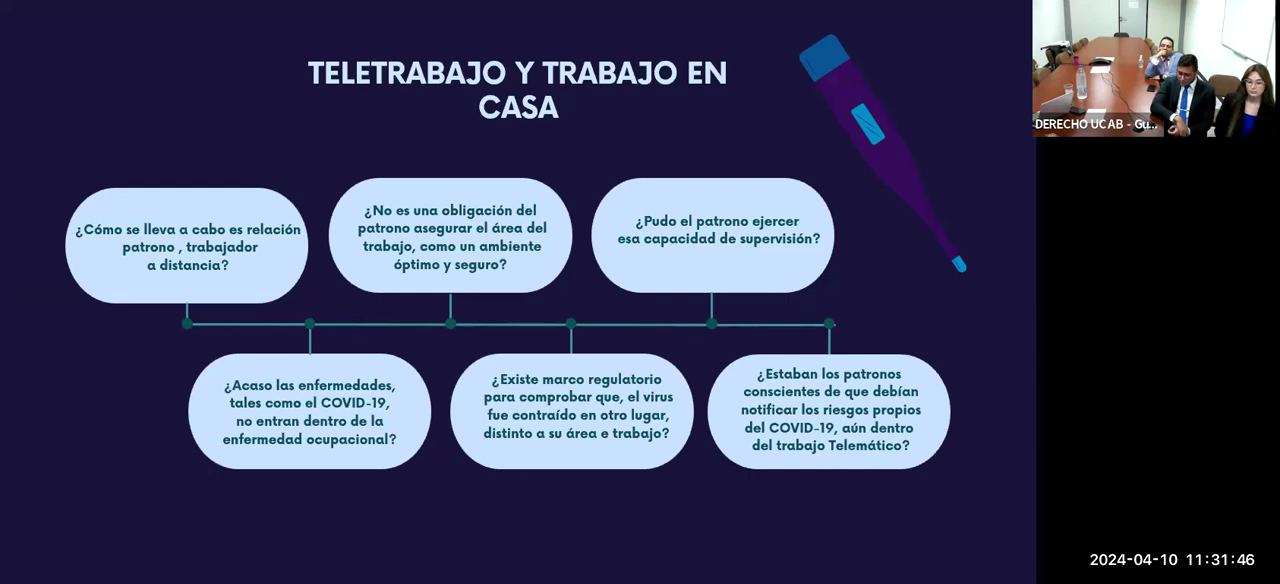 TELETRABAJO Y TRABAJO EN
CASA
¿Cómo se lleva a cabo es relación
patrono , trabajador
a distancia?
¿No es una obligación del
patrono asegurar el área del
trabajo, como un ambiente
óptimo y seguro?
¿Pudo el patrono ejercer
esa capacidad de supervisión?
¿Acaso las enfermedades,
tales como el COVID-19,
no entran dentro de la
enfermedad ocupacional?
¿Existe marco regulatorio
para comprobar que, el virus
fue contraído en otro lugar,
distinto a su área e trabajo?
¿Estaban los patronos
conscientes de que debían
notificar los riesgos propios
del COVID-19, aún dentro
del trabajo Telemático?
DERECHO UCAB - Gu...
2024-04-10 11:31:46